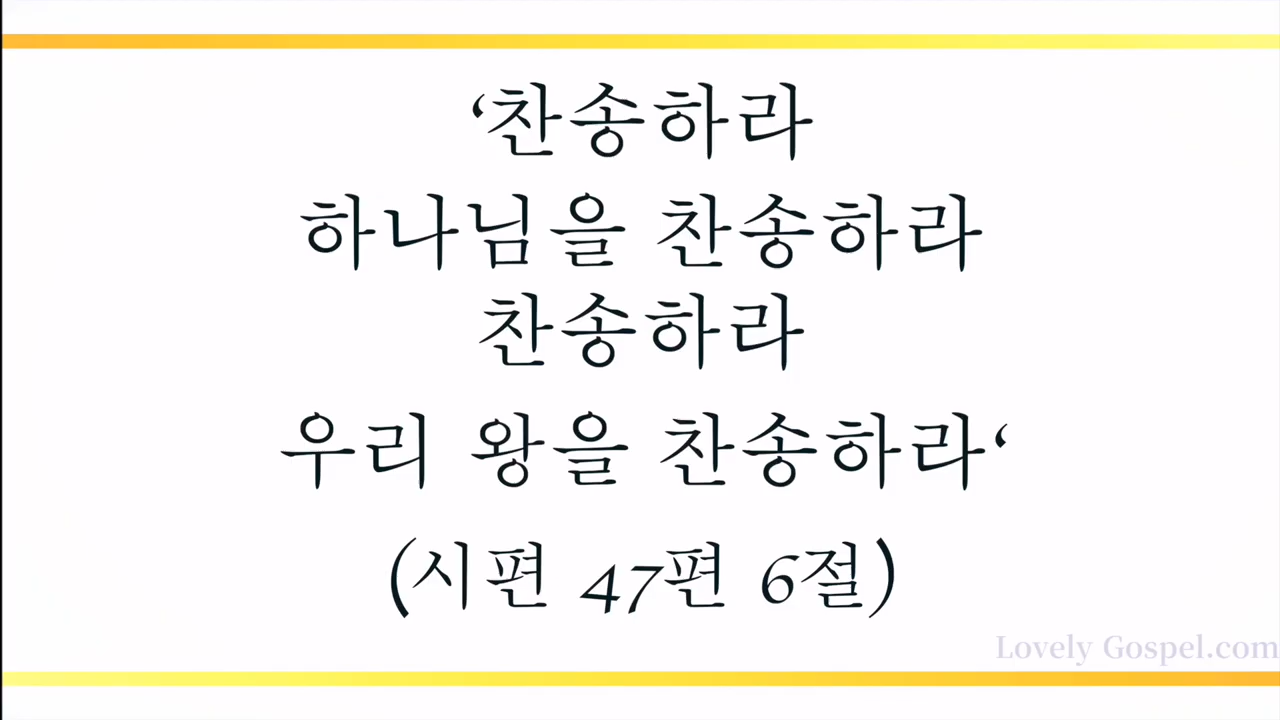 ‘찬송하라
하나님을 찬송하라
찬송하라
우리 왕을 찬송하라‘
(시편 47편 6절)
Lovely Gospel.com